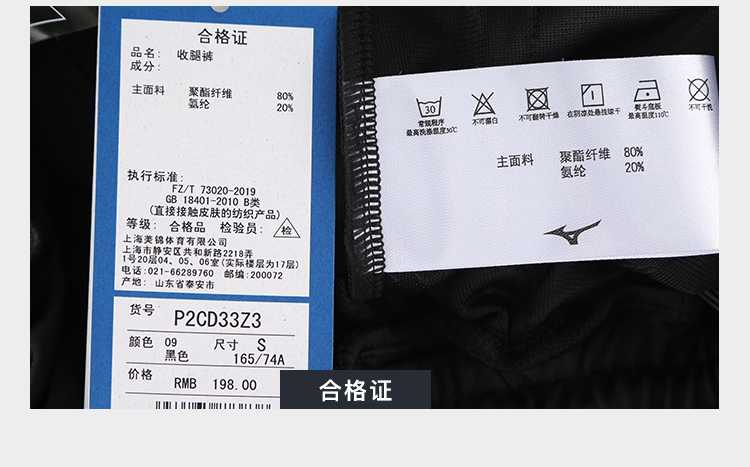 合格证
品名: 收腿裤
成分:
主面料 聚酯纤维 80%
氨纶 20%
执行标准:
FZ/T 73020-2019
GB 18401-2010 B类
(直接接触皮肤的纺织产品)
等级: 合格品 检验员: 检
上海美锦体育有限公司
上海市静安区共和新路2218弄
1号20层04、05、06室(实际楼层为17层)
电话:021-66289760 邮编:200072
产地: 山东省泰安市
货号 P2CD33Z3
颜色 09 尺寸 S
黑色 165/74A
价格 RMB 198.00
30
常规程序
最高洗涤温度30℃
不可漂白
不可翻转干燥
在阴凉处悬挂晾干
熨斗底板
最高温度110℃
不可干洗
主面料 聚酯纤维 80%
氨纶 20%
合格证